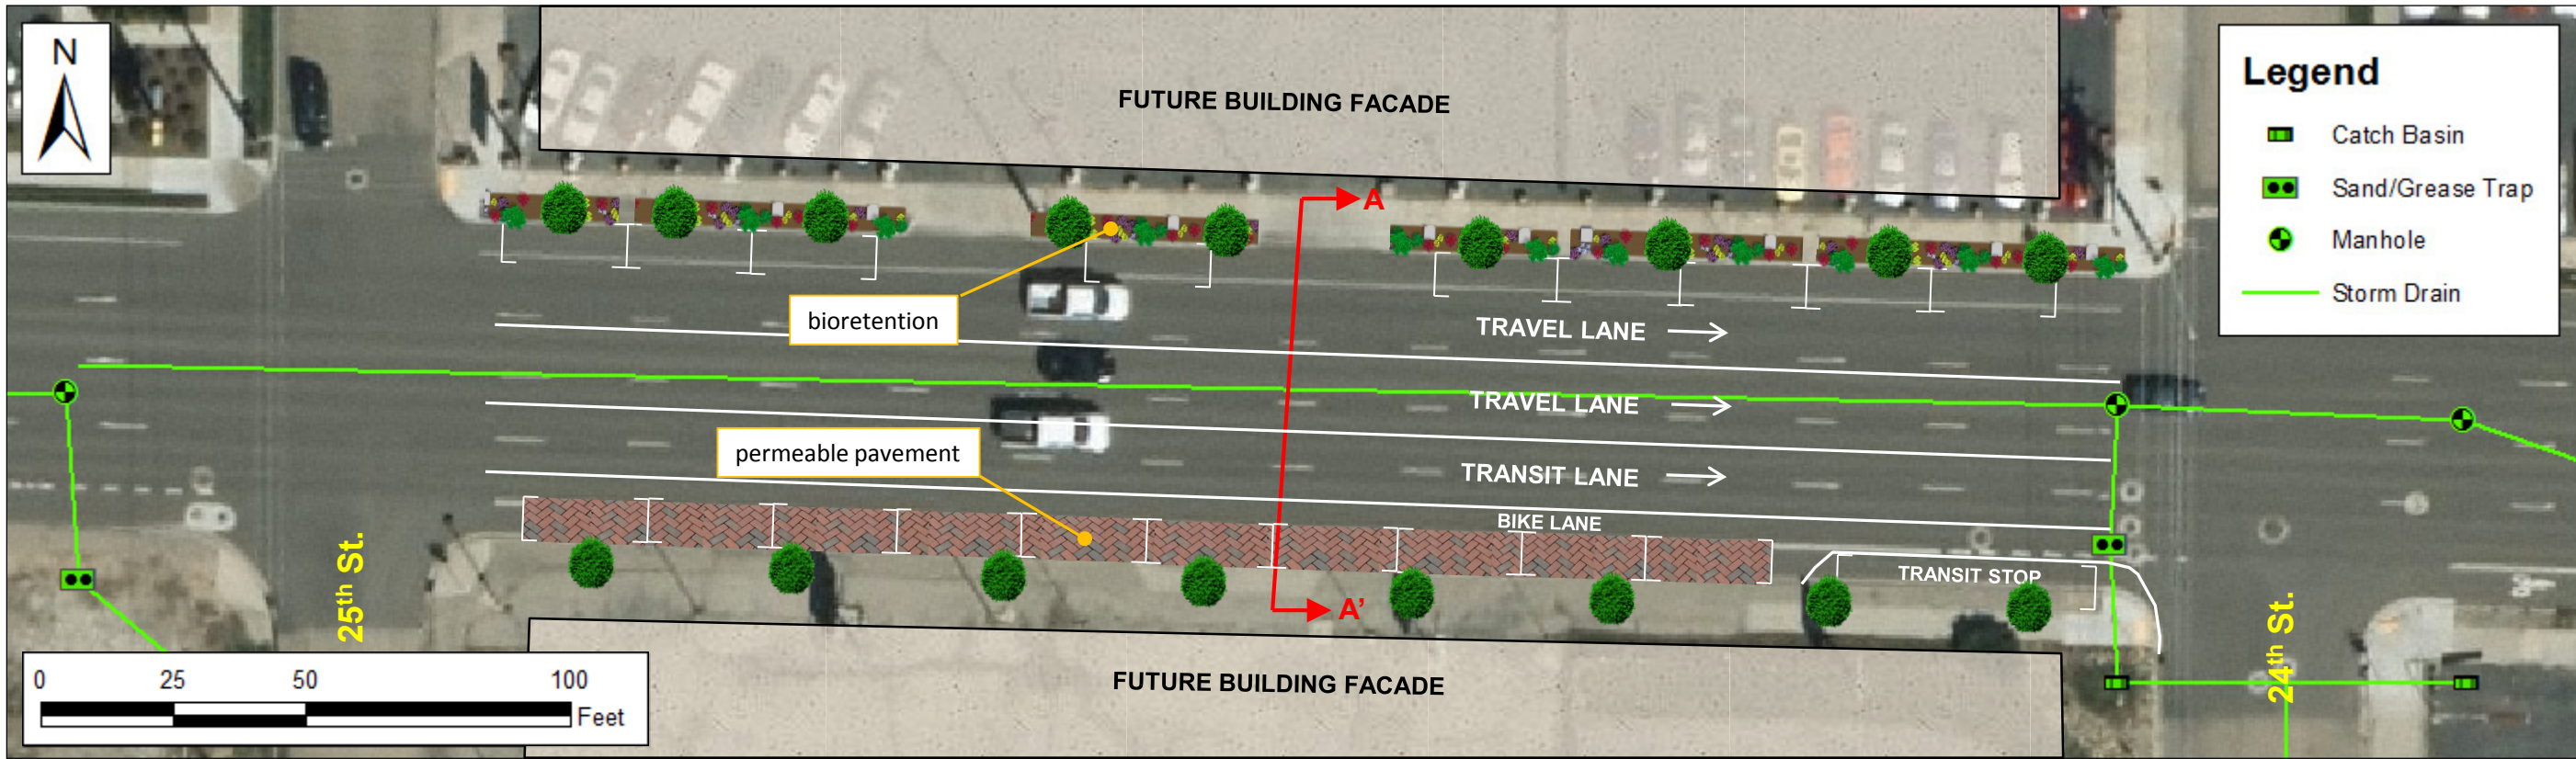 N
FUTURE BUILDING FACADE
Legend
Catch Basin
Sand/Grease Trap
Manhole
Storm Drain
A
bioretention
TRAVEL LANE
TRAVEL LANE
permeable pavement
TRANSIT LANE
BIKE LANE
TRANSIT STOP
25th St.
24th St.
A’
0 25 50 100
Feet
FUTURE BUILDING FACADE